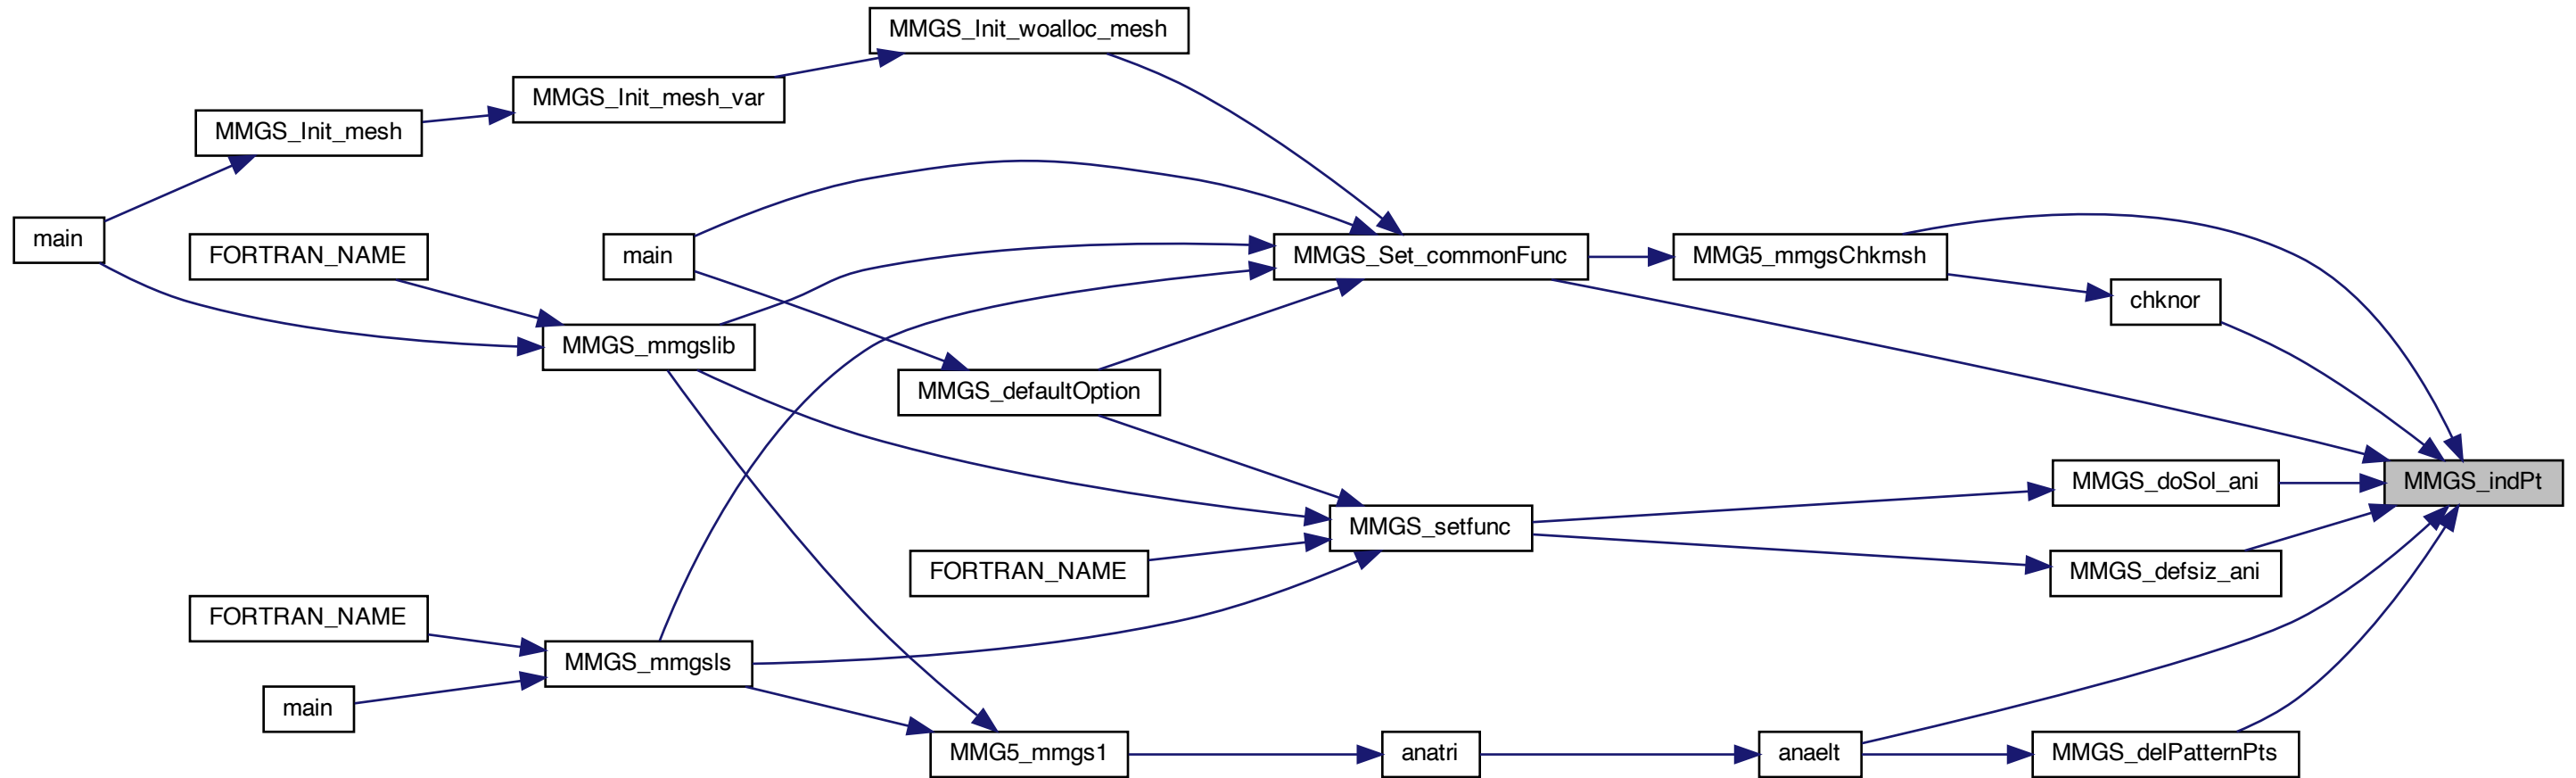 MMGS_Init_woalloc_mesh
MMGS_Init_mesh_var
MMGS_Init_mesh
main
FORTRAN_NAME
main
MMGS_Set_commonFunc
MMG5_mmgsChkmsh
chknor
MMGS_mmgslib
MMGS_defaultOption
MMGS_doSol_ani
MMGS_indPt
MMGS_setfunc
FORTRAN_NAME
MMGS_defsiz_ani
FORTRAN_NAME
MMGS_mmgsls
main
MMG5_mmgs1
anatri
anaelt
MMGS_delPatternPts